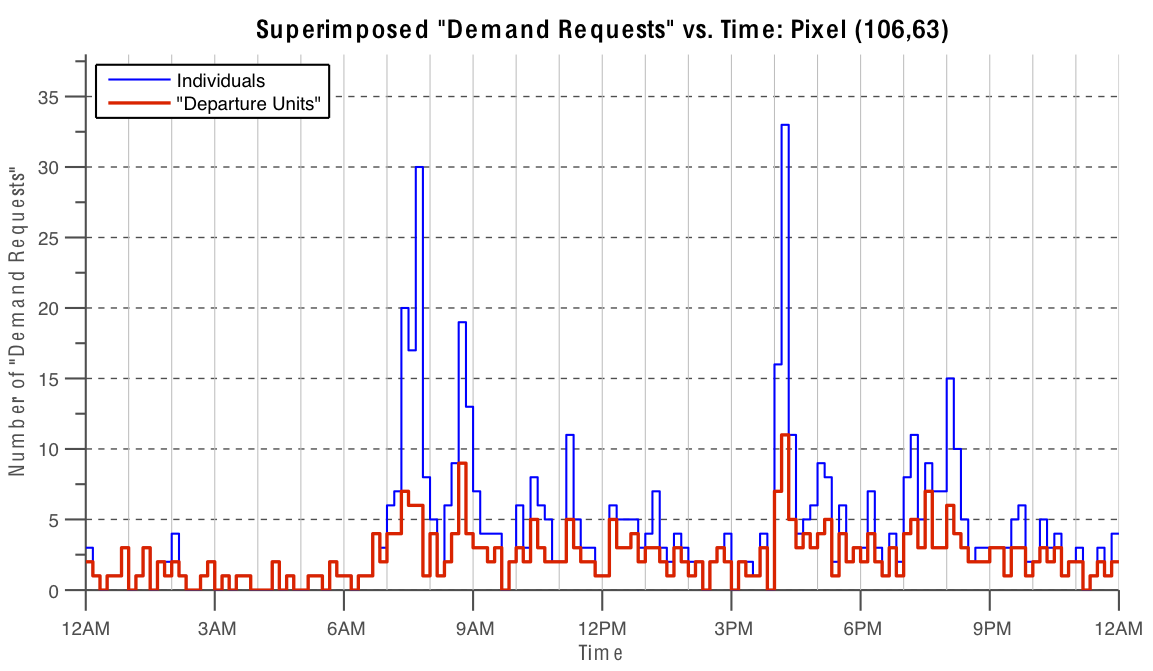 Superimposed "Demand Requests" vs. Time: Pixel (106,63)
Individuals
"Departure Units"
Number of "Demand Requests"
35
30
25
20
15
10
5
0
12AM 3AM 6AM 9AM 12PM 3PM 6PM 9PM 12AM
Time